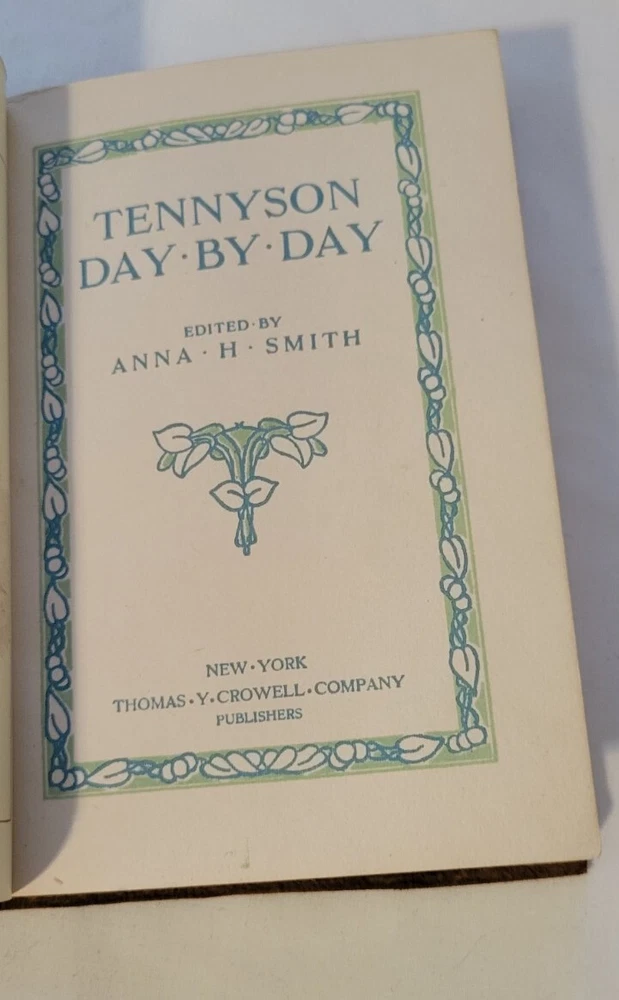 TENNYSON
DAY·BY·DAY
EDITED·BY
ANNA·H·SMITH
NEW·YORK
THOMAS·Y·CROWELL·COMPANY
PUBLISHERS